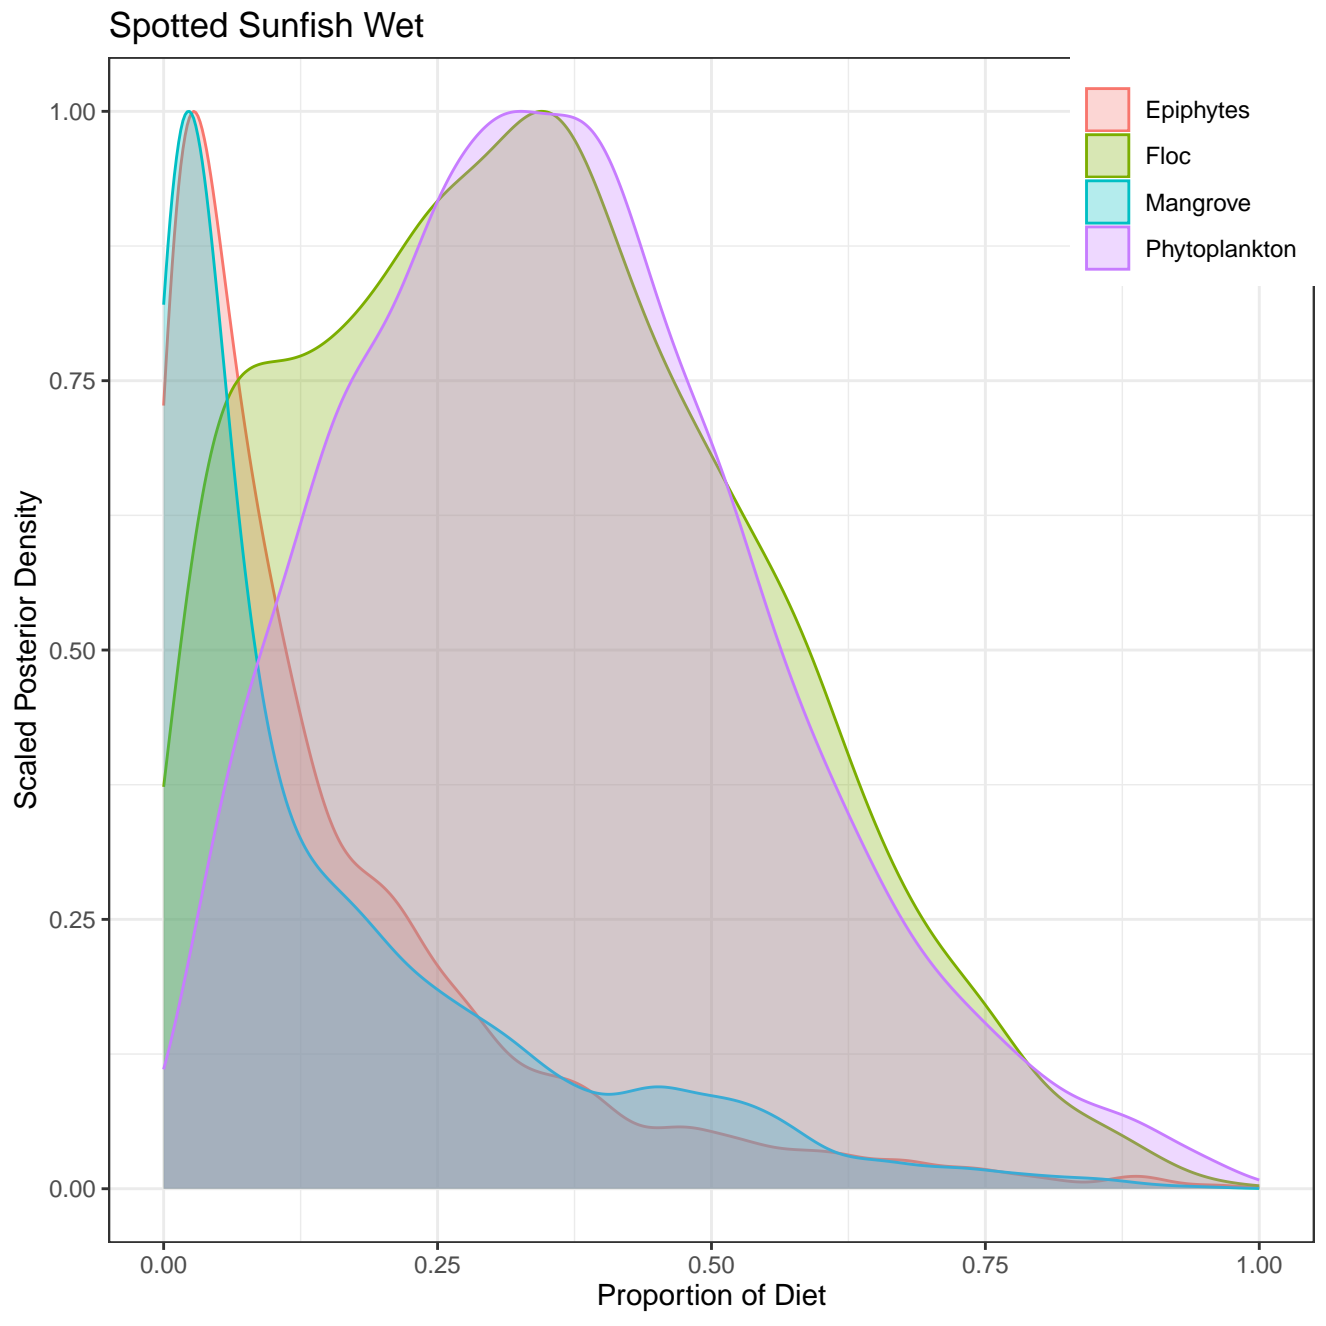 Spotted Sunfish Wet
Epiphytes
Floc
Mangrove
Phytoplankton
1.00
0.75
0.50
0.25
0.00
Scaled Posterior Density
0.00 0.25 0.50 0.75 1.00
Proportion of Diet